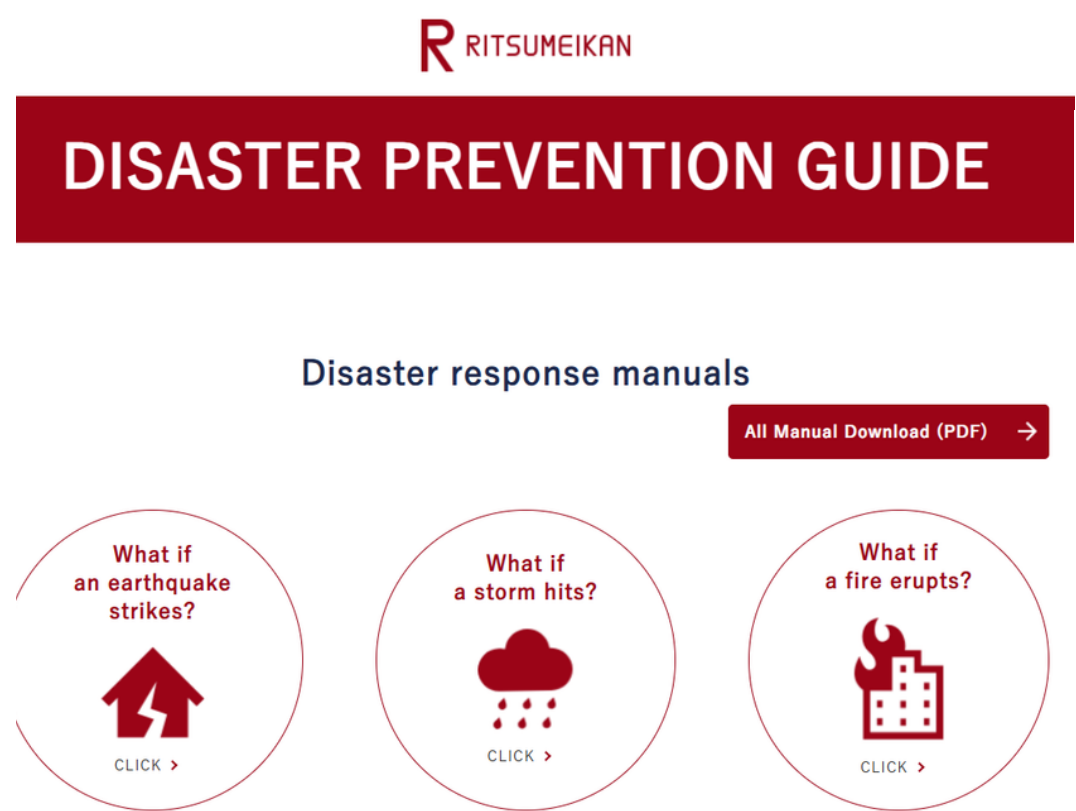 RITSUMEIKAN
DISASTER PREVENTION GUIDE
Disaster response manuals
All Manual Download (PDF)
What if
an earthquake
strikes?
CLICK >
What if
a storm hits?
CLICK >
What if
a fire erupts?
CLICK >